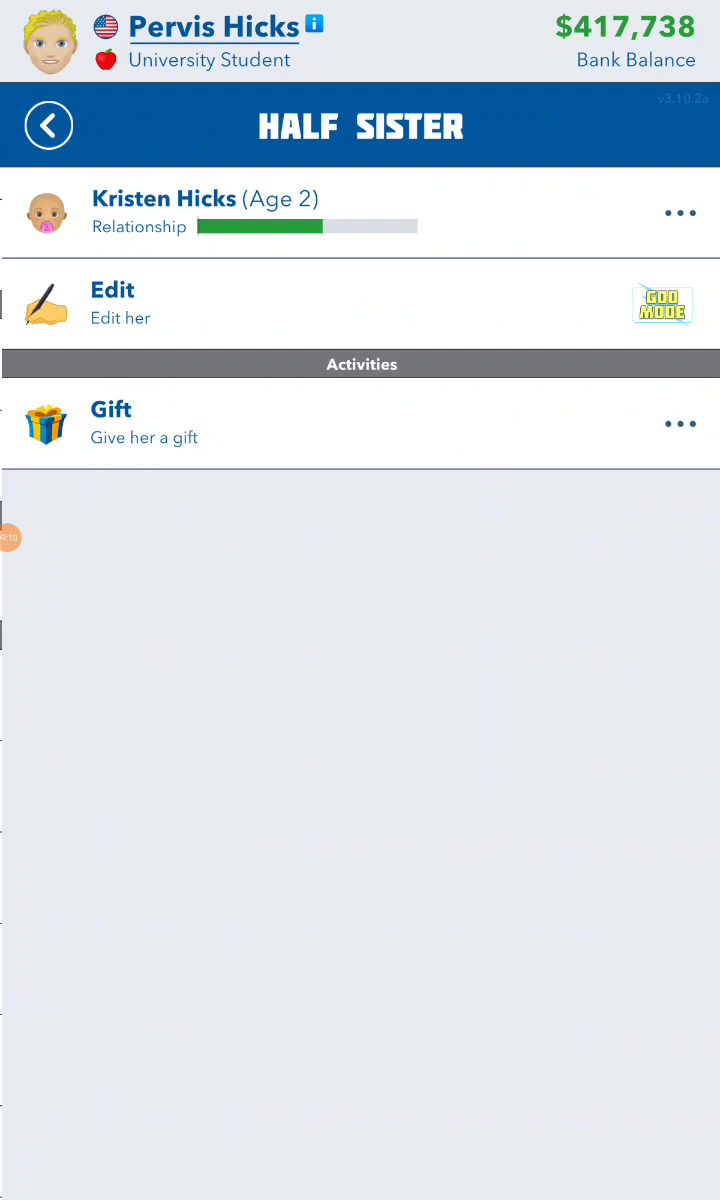 Pervis Hicks
$417,738
University Student
Bank Balance
v3.10.2a
HALF SISTER
Kristen Hicks (Age 2)
Relationship
Edit
Edit her
GOD
MODE
Activities
Gift
Give her a gift